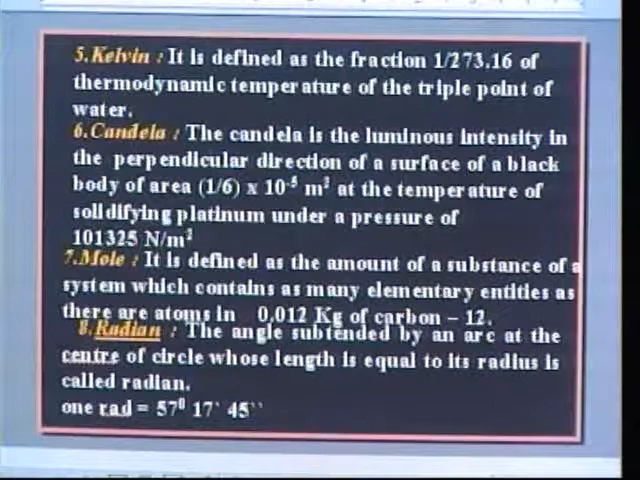 5.Kelvin : It is defined as the fraction 1/273.16 of
thermodynamic temperature of the triple point of
water.
6.Candela : The candela is the luminous intensity in
the perpendicular direction of a surface of a black
body of area (1/6) x 10⁻⁵ m² at the temperature of
solidifying platinum under a pressure of
101325 N/m²
7.Mole : It is defined as the amount of a substance of a
system which contains as many elementary entities as
there are atoms in 0.012 Kg of carbon – 12.
8.Radian : The angle subtended by an arc at the
centre of circle whose length is equal to its radius is
called radian.
one rad = 57⁰ 17` 45``